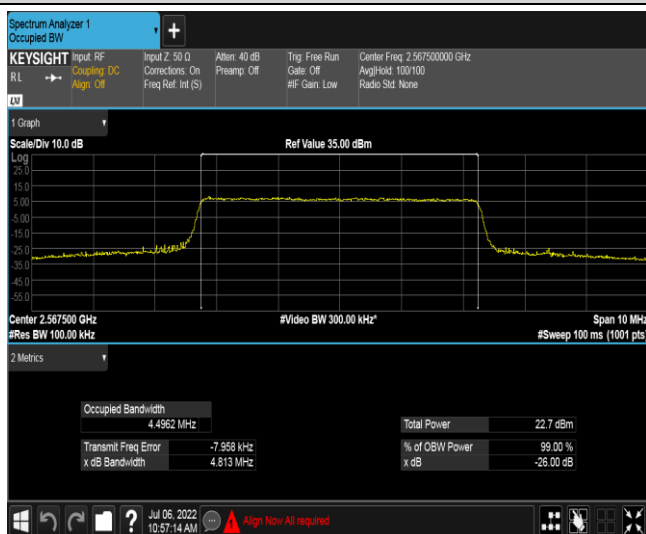 Spectrum Analyzer 1
Occupied BW
+
KEYSIGHT Input: RF Input Z: 50 Ω Atten: 40 dB Trig: Free Run Center Freq: 2.567500000 GHz
RL Coupling: DC Corrections: On Preamp: Off Gate: Off Avg|Hold: 100/100
Align: Off Freq Ref: Int (S) #IF Gain: Low Radio Std: None
LXI
1 Graph
Scale/Div 10.0 dB Ref Value 35.00 dBm
Log
25.0
15.0
5.00
-5.00
-15.0
-25.0
-35.0
-45.0
-55.0
Center 2.567500 GHz #Video BW 300.00 kHz* Span 10 MHz
#Res BW 100.00 kHz #Sweep 100 ms (1001 pts)
2 Metrics
Occupied Bandwidth
4.4962 MHz Total Power 22.7 dBm
Transmit Freq Error -7.958 kHz % of OBW Power 99.00 %
x dB Bandwidth 4.813 MHz x dB -26.00 dB
? Jul 06, 2022
10:57:14 AM Align Now All required